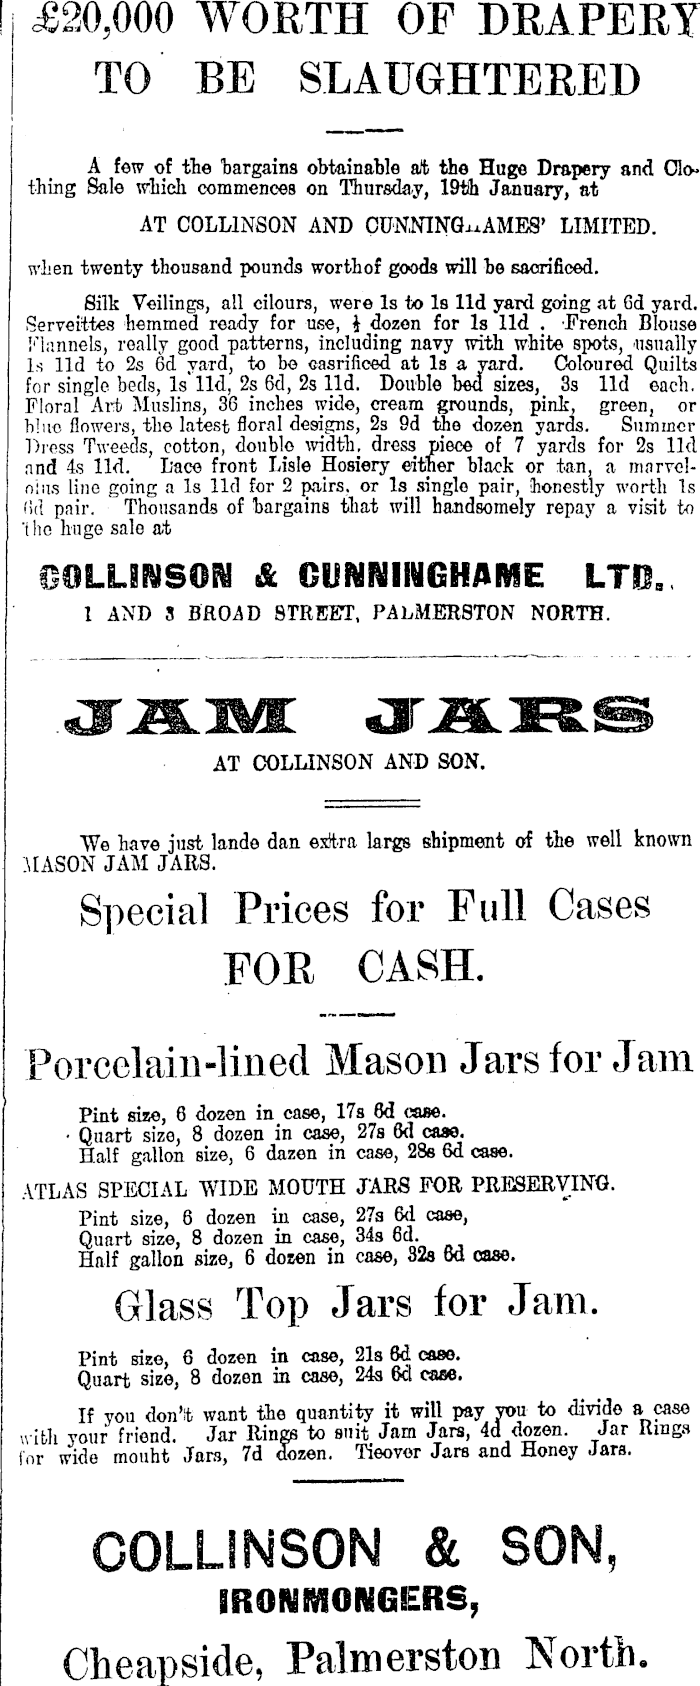 £20,000 WORTH OF DRAPERY
TO BE SLAUGHTERED
A few of the bargains obtainable at the Huge Drapery and Clo-
thing Sale which commences on Thursday, 19th January, at
AT COLLINSON AND CUNNINGHAMES' LIMITED.
when twenty thousand pounds worthof goods will be sacrificed.
Silk Veilings, all cilours, were 1s to 1s 11d yard going at 6d yard.
Serveittes hemmed ready for use, ½ dozen for 1s 11d . French Blouse
Flannels, really good patterns, including navy with white spots, usually
1s 11d to 2s 6d yard, to be casrificed at 1s a yard. Coloured Quilts
for single beds, 1s 11d, 2s 6d, 2s 11d. Double bed sizes, 3s 11d each.
Floral Art Muslins, 36 inches wide, cream grounds, pink, green, or
blue flowers, the latest floral designs, 2s 9d the dozen yards. Summer
Dress Tweeds, cotton, double width, dress piece of 7 yards for 2s 11d
and 4s 11d. Lace front Lisle Hosiery either black or tan, a marvel-
oius line going a 1s 11d for 2 pairs, or 1s single pair, honestly worth 1s
6d pair. Thousands of bargains that will handsomely repay a visit to
the huge sale at
COLLINSON & CUNNINGHAME LTD.,
1 AND 3 BROAD STREET, PALMERSTON NORTH.
JAM JARS
AT COLLINSON AND SON.
We have just lande dan extra largs shipment of the well known
MASON JAM JARS.
Special Prices for Full Cases
FOR CASH.
Porcelain-lined Mason Jars for Jam
Pint size, 6 dozen in case, 17s 6d case.
Quart size, 8 dozen in case, 27s 6d case.
Half gallon size, 6 dazen in case, 28s 6d case.
ATLAS SPECIAL WIDE MOUTH JARS FOR PRESERVING.
Pint size, 6 dozen in case, 27s 6d case,
Quart size, 8 dozen in case, 34s 6d.
Half gallon size, 6 dozen in case, 32s 6d case.
Glass Top Jars for Jam.
Pint size, 6 dozen in case, 21s 6d case.
Quart size, 8 dozen in case, 24s 6d case.
If you don't want the quantity it will pay you to divide a case
with your friend. Jar Rings to suit Jam Jars, 4d dozen. Jar Rings
for wide mouht Jars, 7d dozen. Tieover Jars and Honey Jars.
COLLINSON & SON,
IRONMONGERS,
Cheapside, Palmerston North.